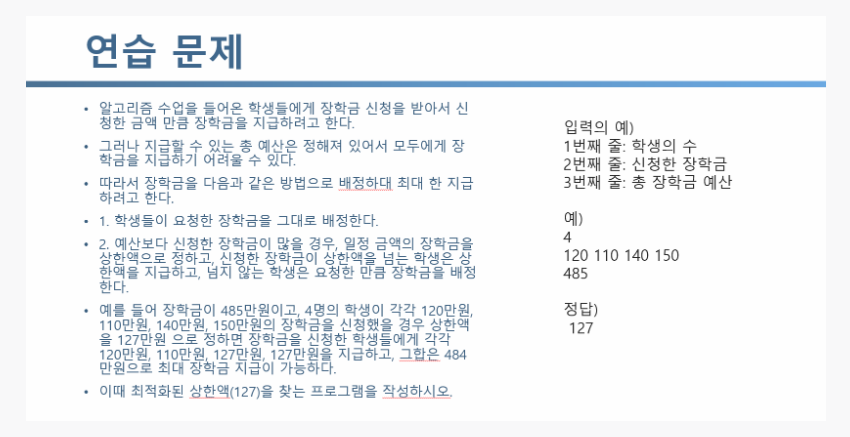 연습 문제
• 알고리즘 수업을 들어온 학생들에게 장학금 신청을 받아서 신
청한 금액 만큼 장학금을 지급하려고 한다.
• 그러나 지급할 수 있는 총 예산은 정해져 있어서 모두에게 장
학금을 지급하기 어려울 수 있다.
• 따라서 장학금을 다음과 같은 방법으로 배정하대 최대 한 지급
하려고 한다.
• 1. 학생들이 요청한 장학금을 그대로 배정한다.
• 2. 예산보다 신청한 장학금이 많을 경우, 일정 금액의 장학금을
상한액으로 정하고, 신청한 장학금이 상한액을 넘는 학생은 상
한액을 지급하고, 넘지 않는 학생은 요청한 만큼 장학금을 배정
한다.
• 예를 들어 장학금이 485만원이고, 4명의 학생이 각각 120만원,
110만원, 140만원, 150만원의 장학금을 신청했을 경우 상한액
을 127만원 으로 정하면 장학금을 신청한 학생들에게 각각
120만원, 110만원, 127만원, 127만원을 지급하고, 그합은 484
만원으로 최대 장학금 지급이 가능하다.
• 이때 최적화된 상한액(127)을 찾는 프로그램을 작성하시오.
입력의 예)
1번째 줄: 학생의 수
2번째 줄: 신청한 장학금
3번째 줄: 총 장학금 예산
예)
4
120 110 140 150
485
정답)
127